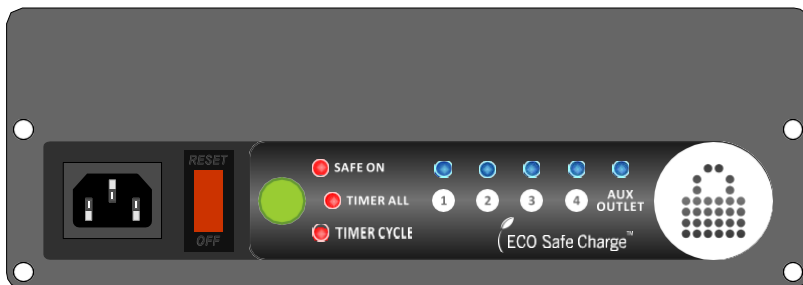 RESET
OFF
SAFE ON
TIMER ALL
TIMER CYCLE
1 2 3 4 AUX
OUTLET
ECO Safe Charge™